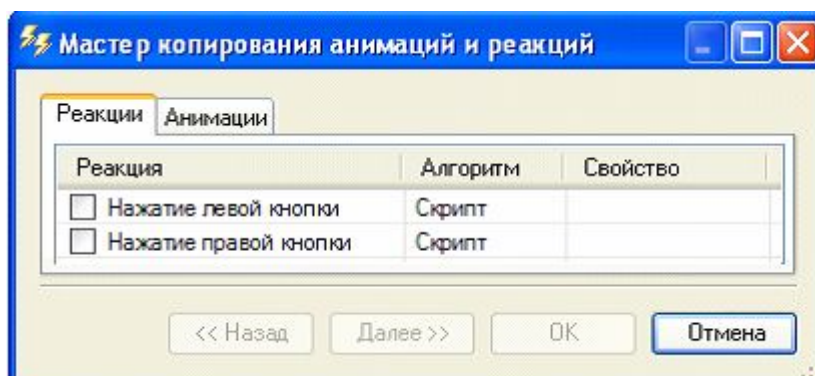 Мастер копирования анимаций и реакций
Реакции Анимации
Реакция Алгоритм Свойство
Нажатие левой кнопки Скрипт
Нажатие правой кнопки Скрипт
<< Назад Далее >> OK Отмена